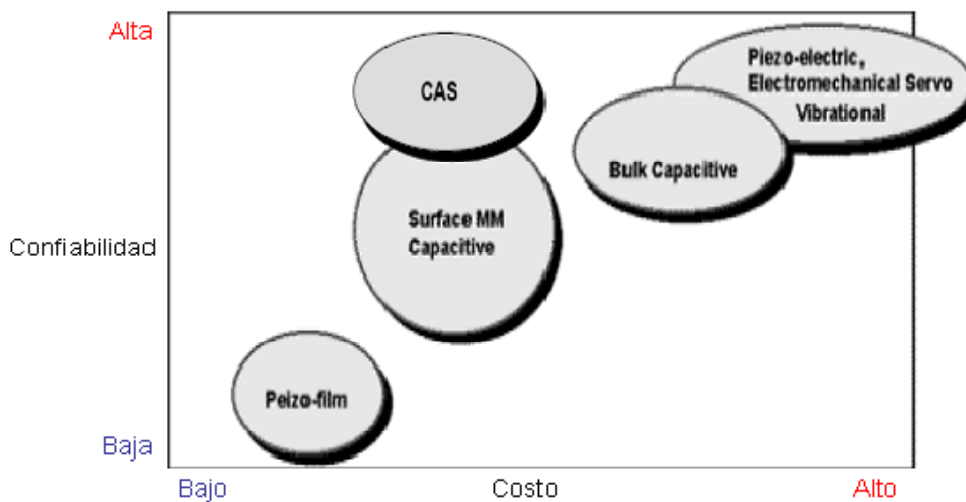 Alta
Piezo-electric,
Electromechanical Servo
Vibrational
CAS
Bulk Capacitive
Surface MM
Capacitive
Confiabilidad
Peizo-film
Baja
Bajo
Costo
Alto